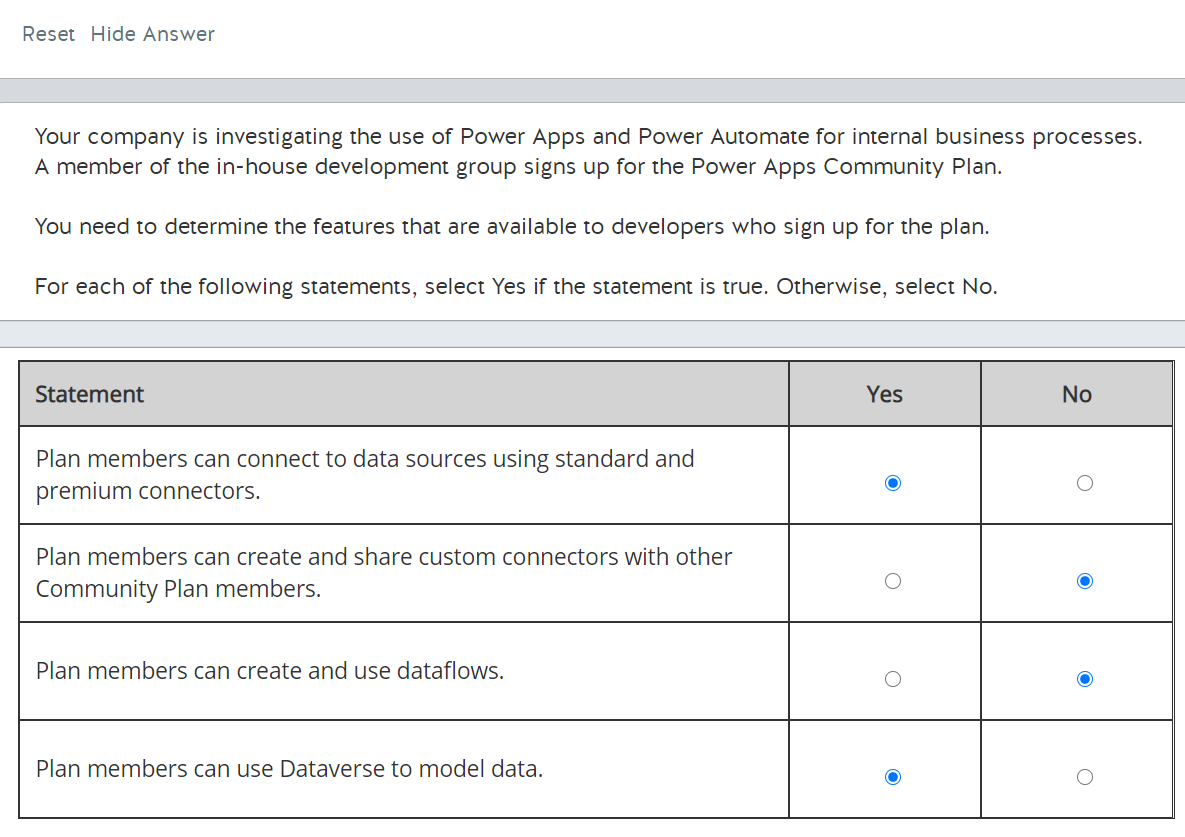 Reset Hide Answer
Your company is investigating the use of Power Apps and Power Automate for internal business processes.
A member of the in-house development group signs up for the Power Apps Community Plan.
You need to determine the features that are available to developers who sign up for the plan.
For each of the following statements, select Yes if the statement is true. Otherwise, select No.
Statement Yes No
Plan members can connect to data sources using standard and
premium connectors.
Plan members can create and share custom connectors with other
Community Plan members.
Plan members can create and use dataflows.
Plan members can use Dataverse to model data.